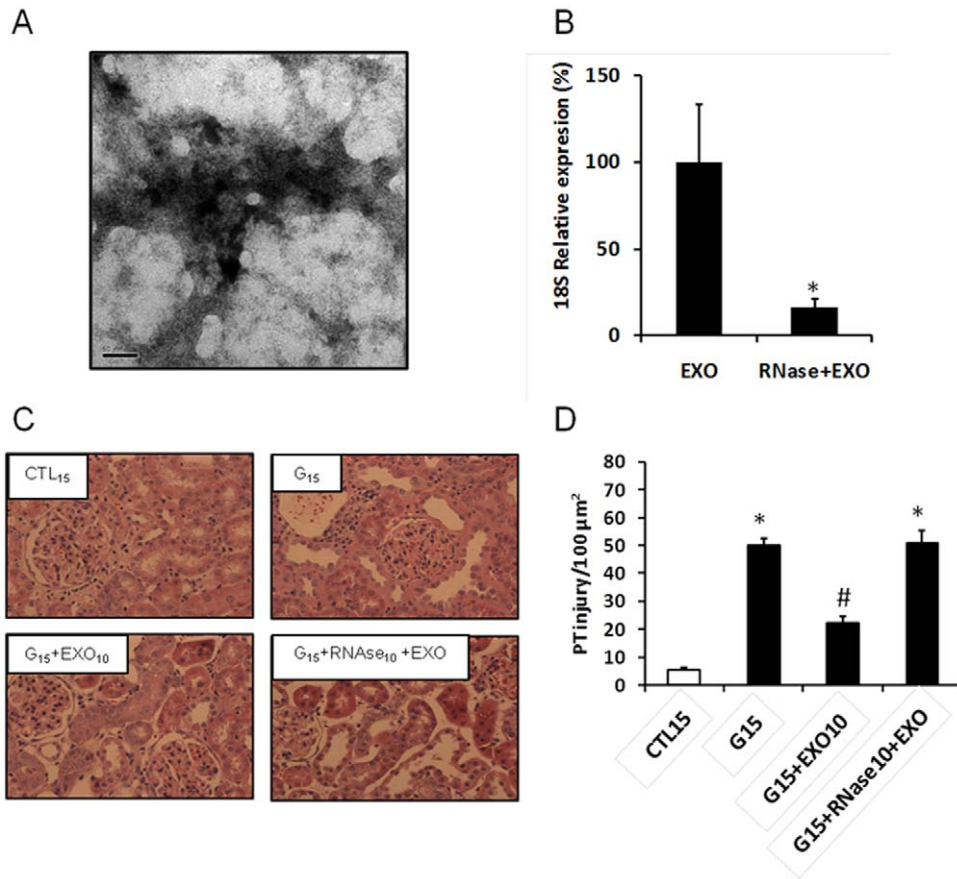 A
B
18S Relative expresion (%)
150
100
50
0
*
EXO
RNase+EXO
C
CTL15
G15
G15+EXO10
G15+RNAse10 +EXO
D
PT injury/100 µm²
80
70
60
50
40
30
20
10
0
*
#
*
CTL15
G15
G15+EXO10
G15+RNase10+EXO